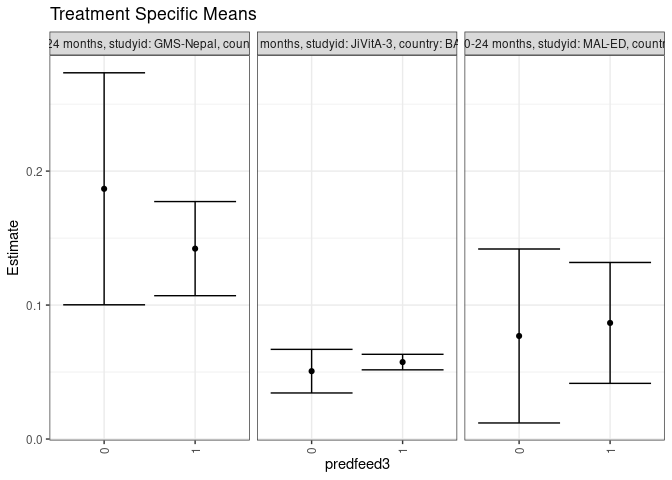 Treatment Specific Means
24 months, studyid: GMS-Nepal, coun
months, studyid: JiVitA-3, country: BA
0-24 months, studyid: MAL-ED, countr
Estimate
0.2
0.1
0.0
0
1
0
1
0
1
predfeed3